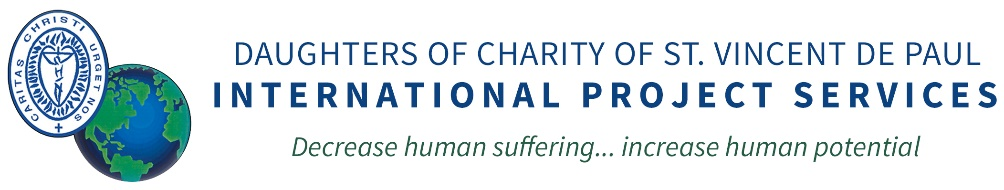 CARITAS CHRISTI URGET NOS
DAUGHTERS OF CHARITY OF ST. VINCENT DE PAUL
INTERNATIONAL PROJECT SERVICES
Decrease human suffering... increase human potential